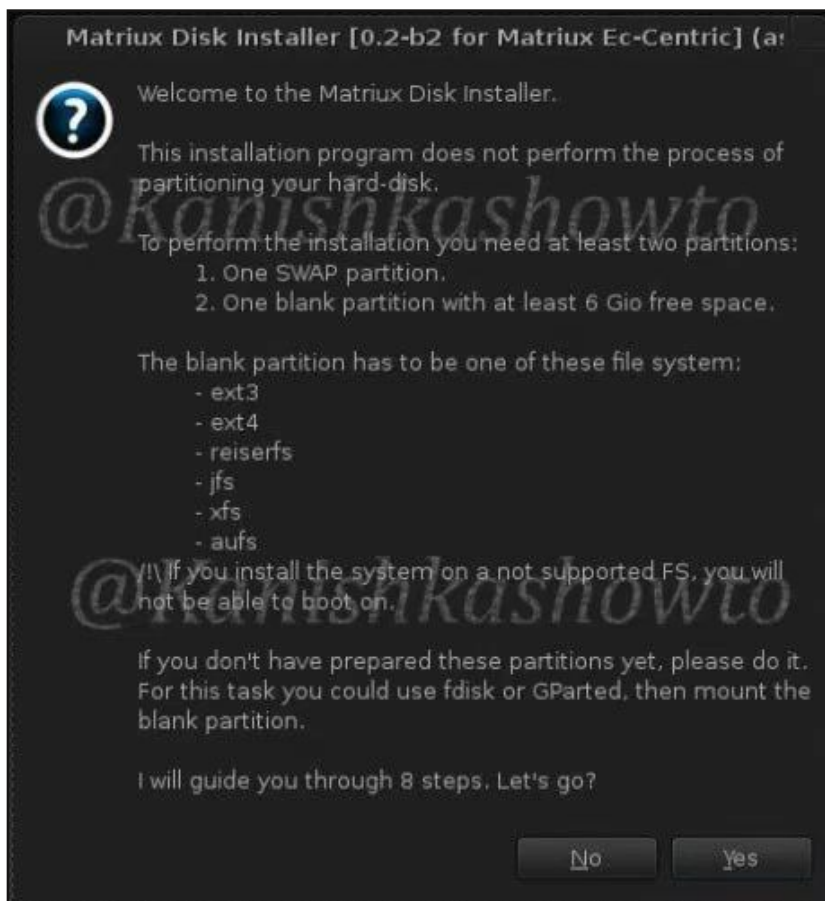 Matriux Disk Installer [0.2-b2 for Matriux Ec-Centric] (a
Welcome to the Matriux Disk Installer.
This installation program does not perform the process of
partitioning your hard-disk.
@Kanishkashowto
To perform the installation you need at least two partitions:
1. One SWAP partition.
2. One blank partition with at least 6 Gio free space.
The blank partition has to be one of these file system:
- ext3
- ext4
- reiserfs
- jfs
- xfs
- aufs
/!\ If you install the system on a not supported FS, you will
not be able to boot on.
@Kanishkashowto
If you don't have prepared these partitions yet, please do it.
For this task you could use fdisk or GParted, then mount the
blank partition.
I will guide you through 8 steps. Let's go?
No
Yes